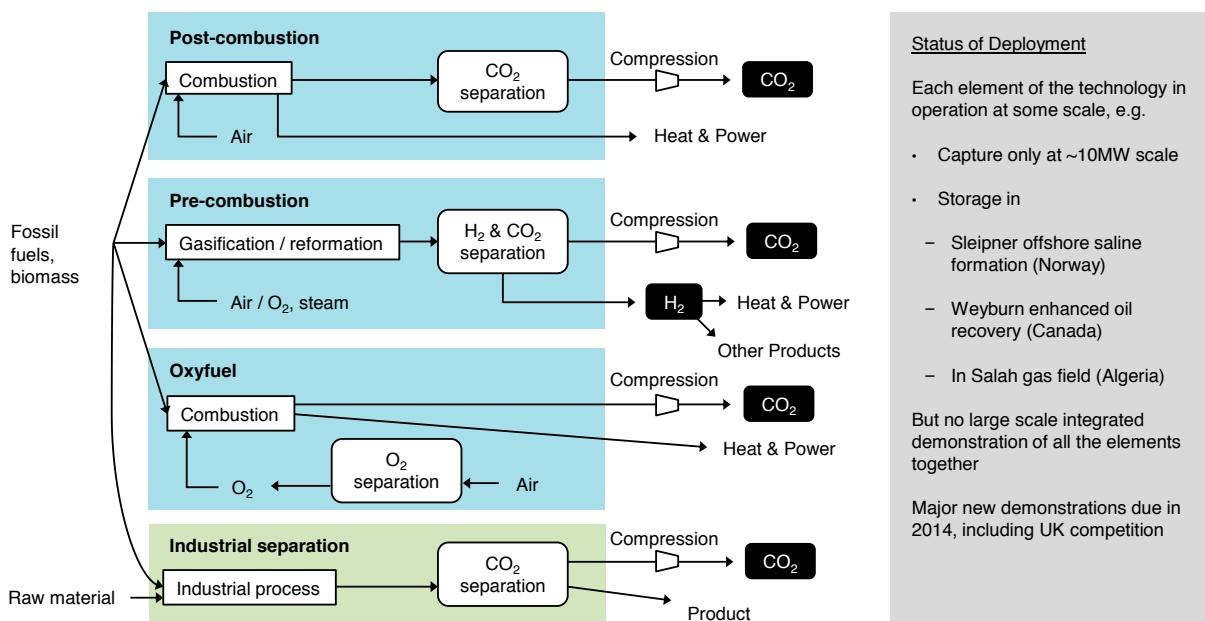 Post-combustion
Combustion
CO₂
separation
Compression
CO₂
Air
Heat & Power
Pre-combustion
Fossil
fuels,
biomass
Gasification / reformation
H₂ & CO₂
separation
Compression
CO₂
Air / O₂, steam
H₂
Heat & Power
Other Products
Oxyfuel
Combustion
Compression
CO₂
Heat & Power
O₂
separation
O₂
Air
Industrial separation
Raw material
Industrial process
CO₂
separation
Compression
CO₂
Product
Status of Deployment
Each element of the technology in
operation at some scale, e.g.
• Capture only at ~10MW scale
• Storage in
– Sleipner offshore saline
formation (Norway)
– Weyburn enhanced oil
recovery (Canada)
– In Salah gas field (Algeria)
But no large scale integrated
demonstration of all the elements
together
Major new demonstrations due in
2014, including UK competition